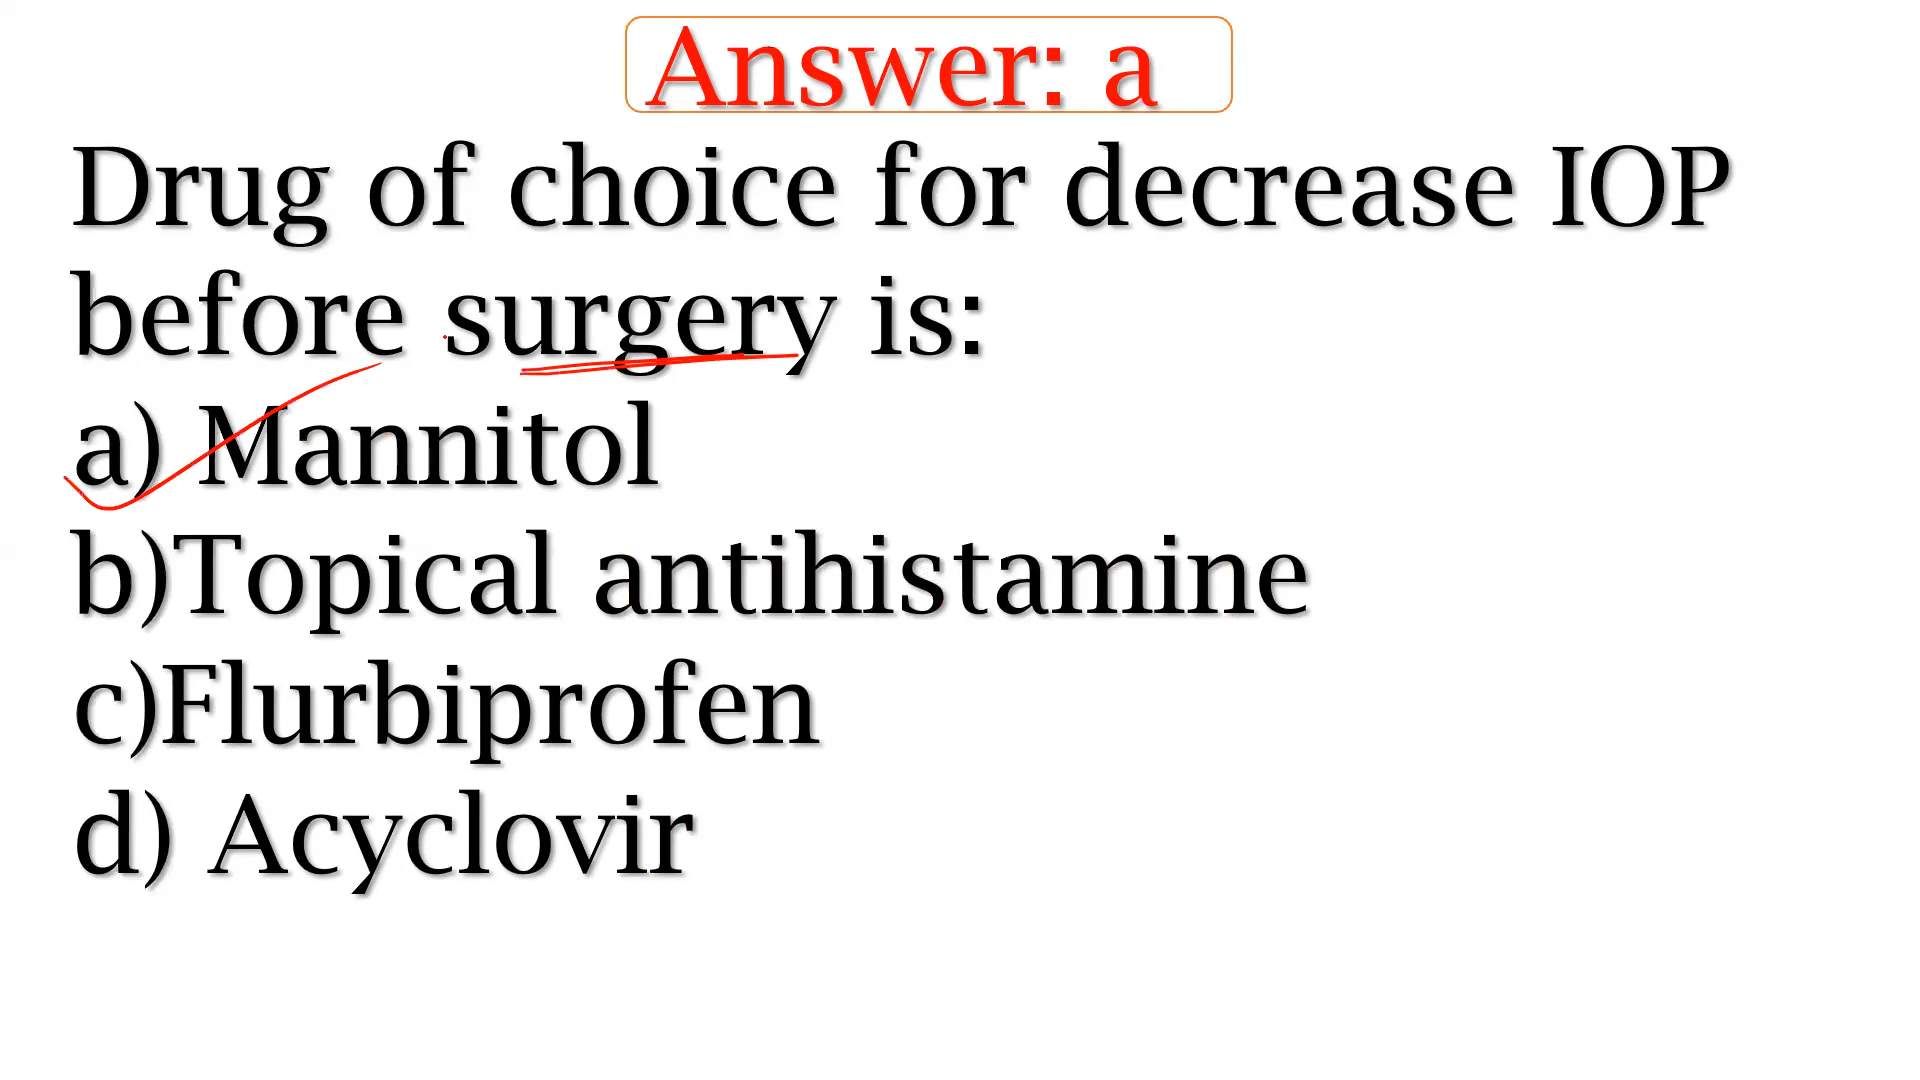 Answer: a
Drug of choice for decrease IOP
before surgery is:
a) Mannitol
b)Topical antihistamine
c)Flurbiprofen
d) Acyclovir